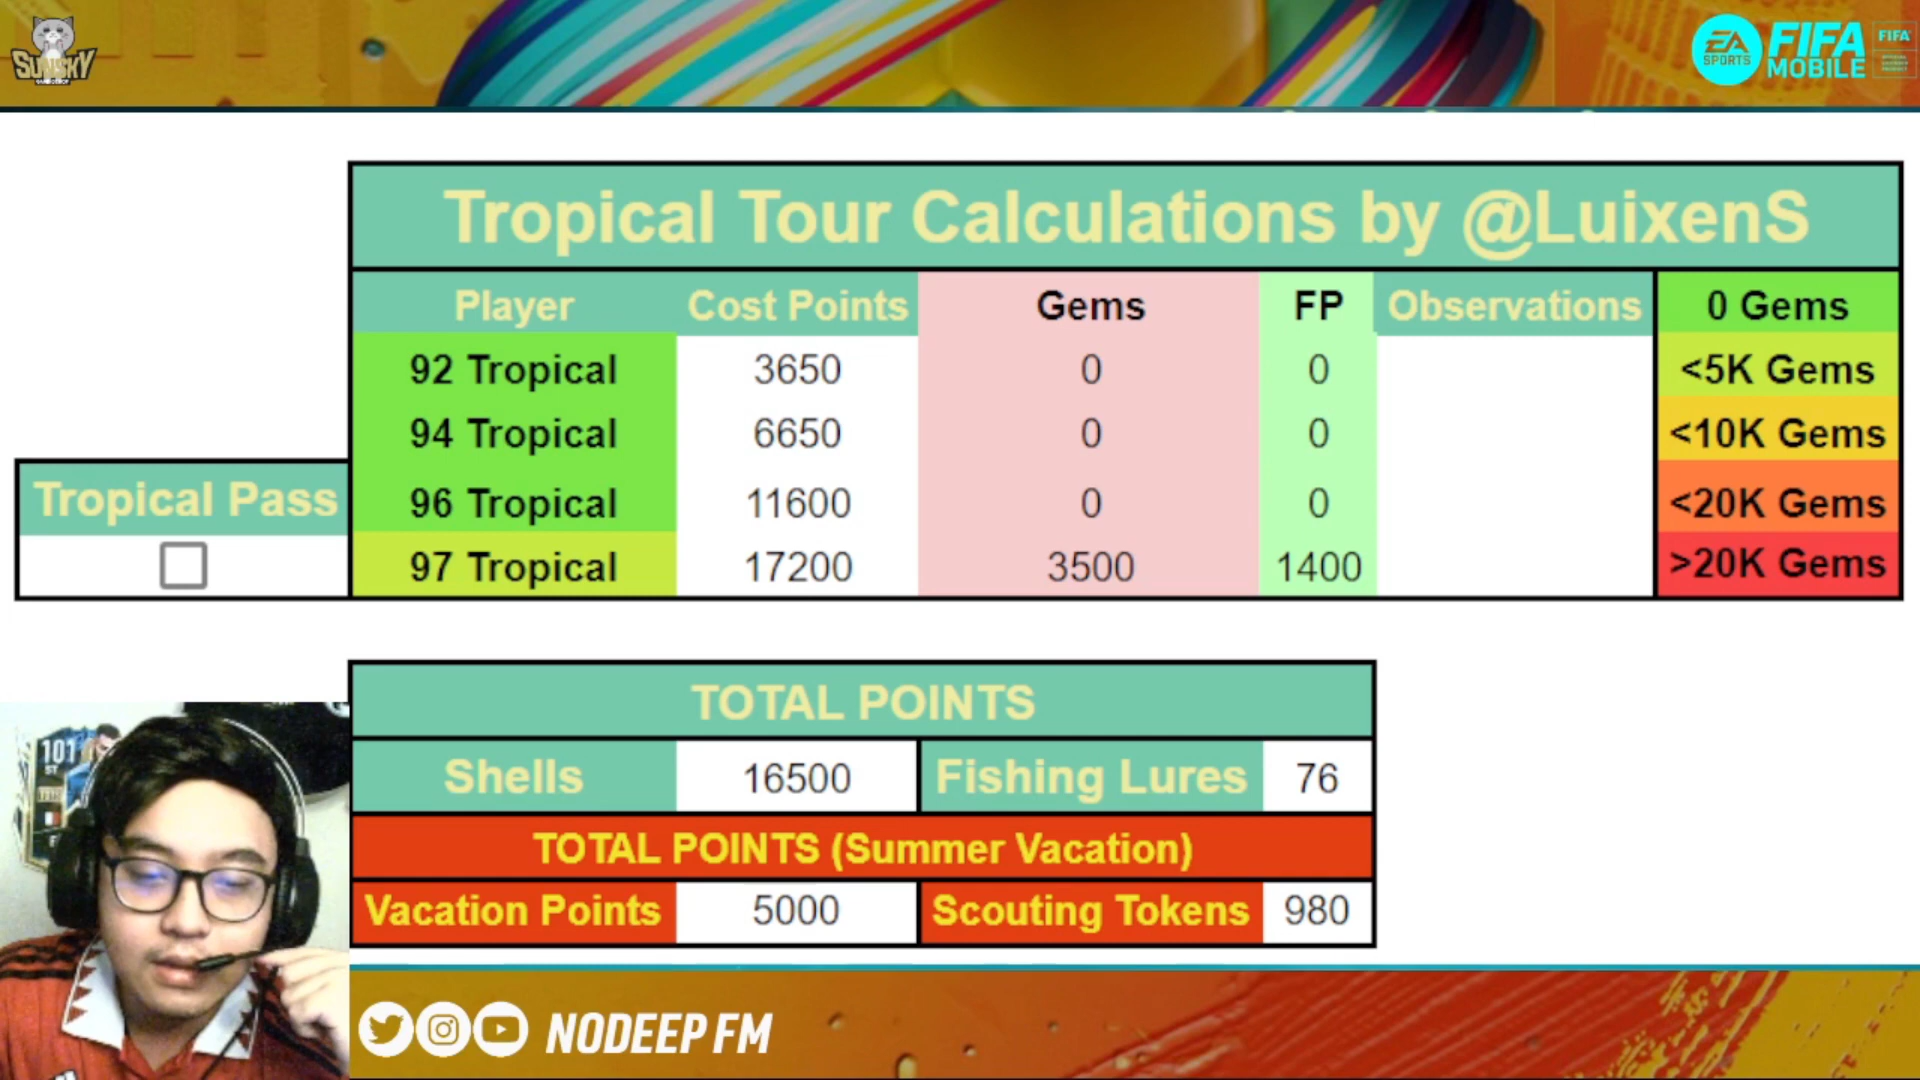 SUNSKY
EA SPORTS
FIFA MOBILE
FIFA
Tropical Tour Calculations by @LuixenS
Player Cost Points Gems FP Observations 0 Gems
92 Tropical 3650 0 0 <5K Gems
94 Tropical 6650 0 0 <10K Gems
Tropical Pass
96 Tropical 11600 0 0 <20K Gems
97 Tropical 17200 3500 1400 >20K Gems
TOTAL POINTS
Shells 16500 Fishing Lures 76
TOTAL POINTS (Summer Vacation)
Vacation Points 5000 Scouting Tokens 980
101
ST
NODEEP FM